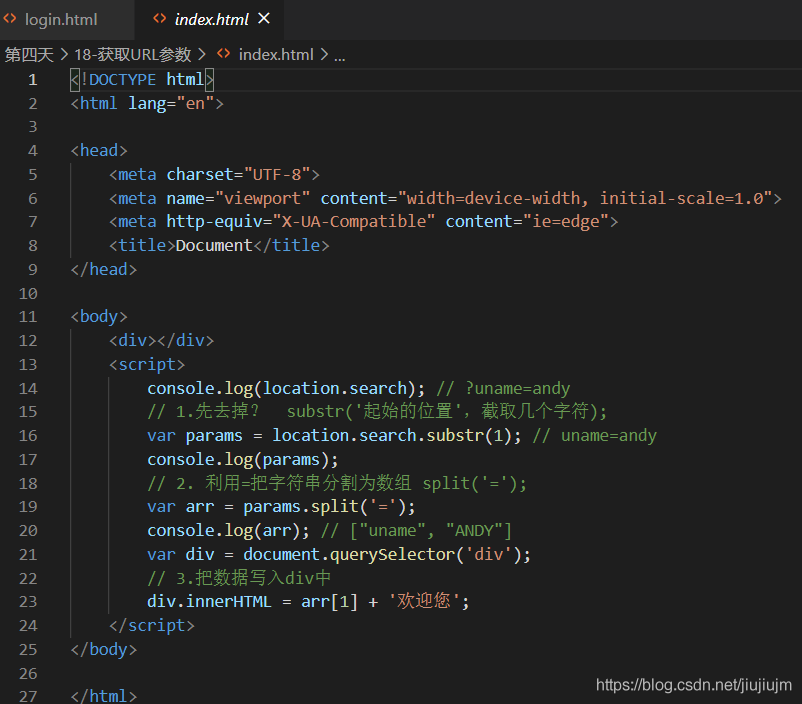 login.html index.html
第四天 > 18-获取URL参数 > index.html > ...
1 <!DOCTYPE html>
2 <html lang="en">
3
4 <head>
5 <meta charset="UTF-8">
6 <meta name="viewport" content="width=device-width, initial-scale=1.0">
7 <meta http-equiv="X-UA-Compatible" content="ie=edge">
8 <title>Document</title>
9 </head>
10
11 <body>
12 <div></div>
13 <script>
14 console.log(location.search); // ?uname=andy
15 // 1.先去掉？ substr('起始的位置', 截取几个字符);
16 var params = location.search.substr(1); // uname=andy
17 console.log(params);
18 // 2. 利用=把字符串分割为数组 split('=');
19 var arr = params.split('=');
20 console.log(arr); // ["uname", "ANDY"]
21 var div = document.querySelector('div');
22 // 3.把数据写入div中
23 div.innerHTML = arr[1] + '欢迎您';
24 </script>
25 </body>
26
27 </html>
https://blog.csdn.net/jiujiujm